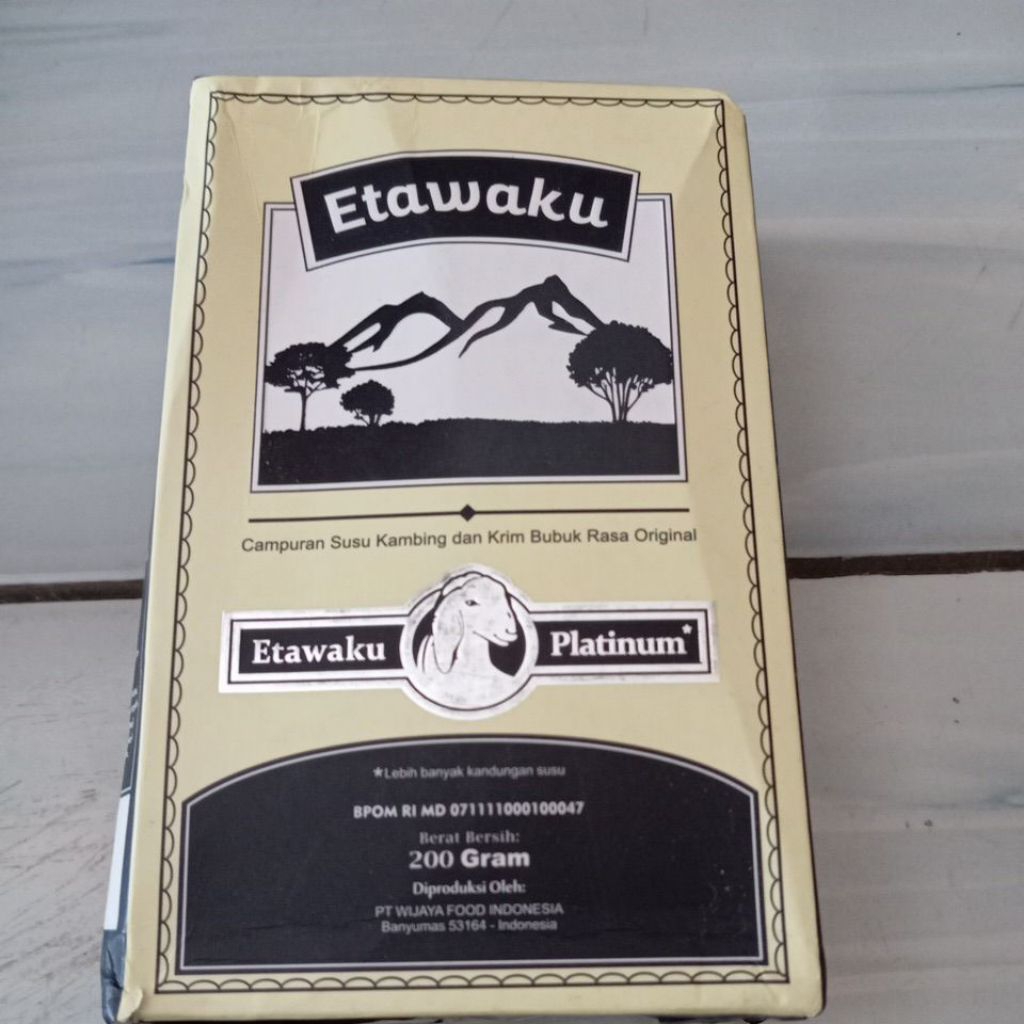 Etawaku
Campuran Susu Kambing dan Krim Bubuk Rasa Original
Etawaku Platinum*
*Lebih banyak kandungan susu
BPOM RI MD 071111000100047
Berat Bersih:
200 Gram
Diproduksi Oleh:
PT WIJAYA FOOD INDONESIA
Banyumas 53164 - Indonesia